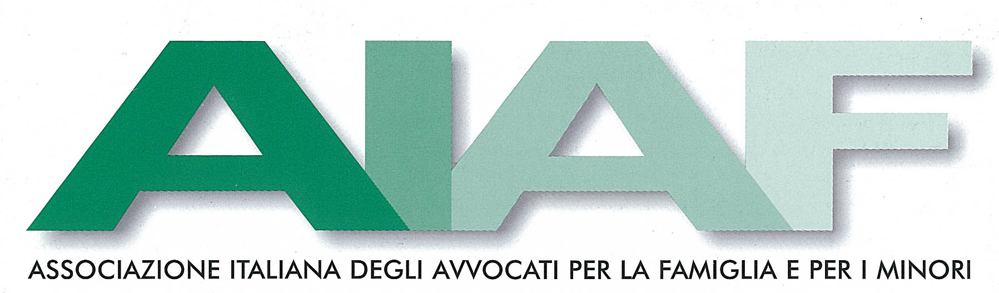 AIAF
ASSOCIAZIONE ITALIANA DEGLI AVVOCATI PER LA FAMIGLIA E PER I MINORI